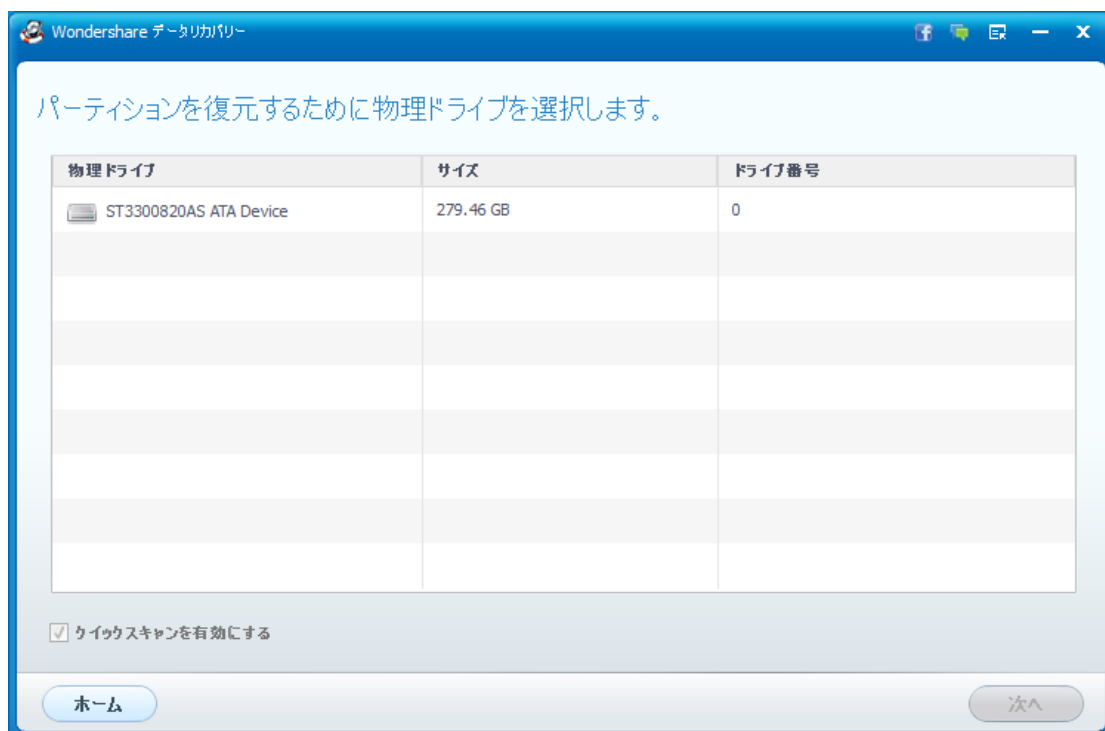 Wondershare データリカバリー
パーティションを復元するために物理ドライブを選択します。
物理ドライブ サイズ ドライブ番号
ST3300820AS ATA Device 279.46 GB 0
クイックスキャンを有効にする
ホーム 次へ